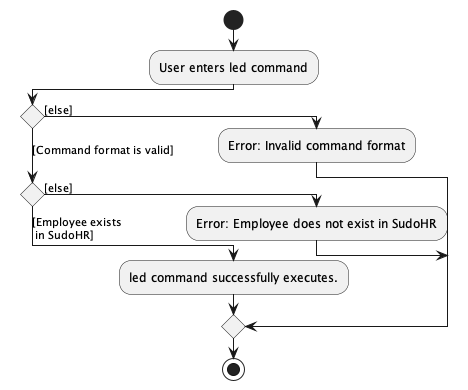 User enters led command
[else]
Error: Invalid command format
[Command format is valid]
[else]
Error: Employee does not exist in SudoHR
[Employee exists
in SudoHR]
led command successfully executes.